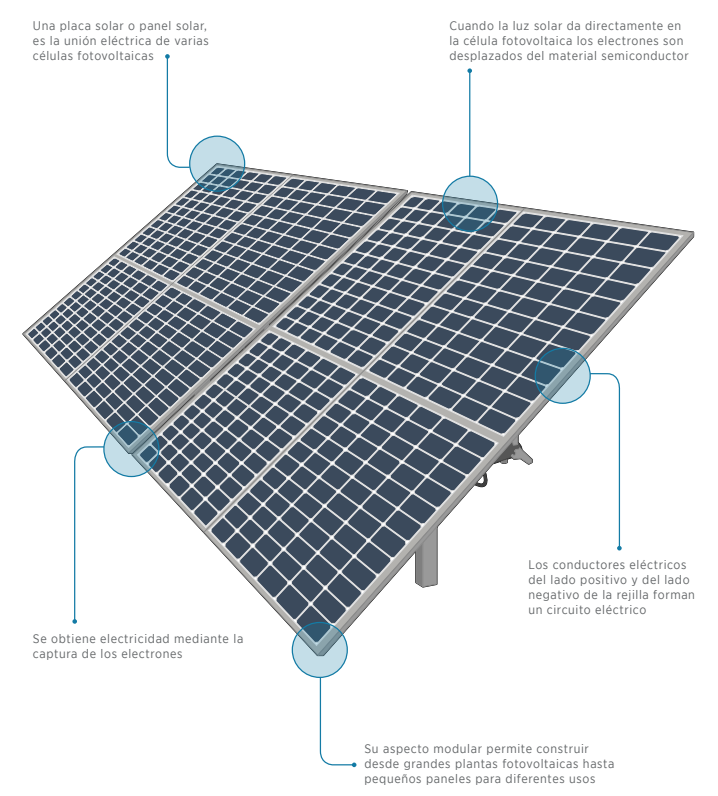 Una placa solar o panel solar,
es la unión eléctrica de varias
células fotovoltaicas
Cuando la luz solar da directamente en
la célula fotovoltaica los electrones son
desplazados del material semiconductor
Los conductores eléctricos
del lado positivo y del lado
negativo de la rejilla forman
un circuito eléctrico
Se obtiene electricidad mediante la
captura de los electrones
Su aspecto modular permite construir
desde grandes plantas fotovoltaicas hasta
pequeños paneles para diferentes usos